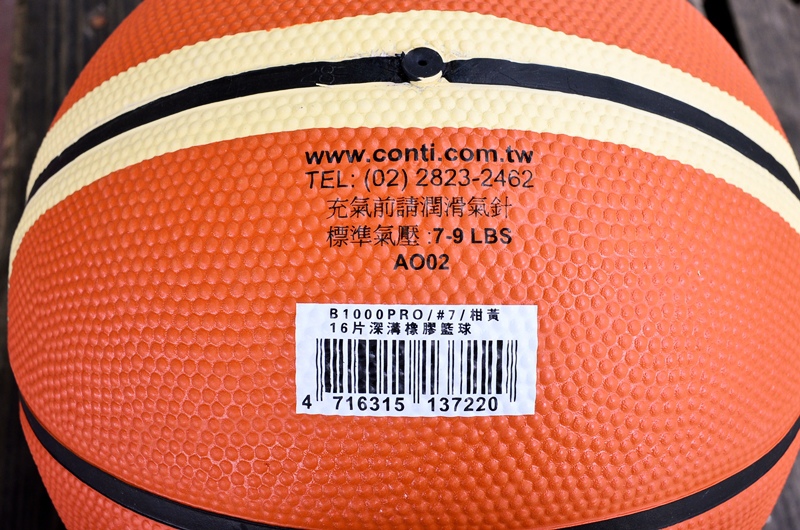 www.conti.com.tw
TEL: (02) 2823-2462
充氣前請潤滑氣針
標準氣壓 :7-9 LBS
AO02
B1000PRO/#7/柑黃
16片深溝橡膠籃球
4 716315 137220